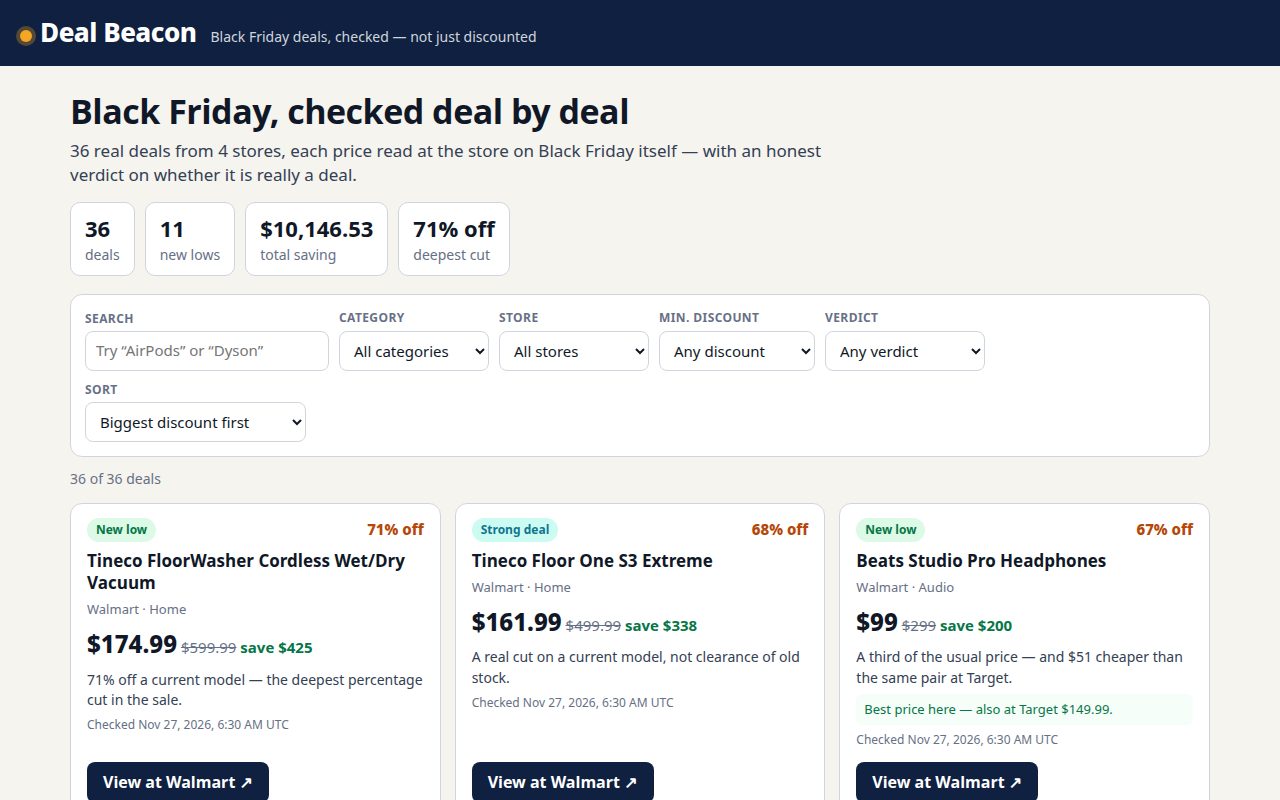 Deal Beacon Black Friday deals, checked — not just discounted
Black Friday, checked deal by deal
36 real deals from 4 stores, each price read at the store on Black Friday itself — with an honest
verdict on whether it is really a deal.
36
deals
11
new lows
$10,146.53
total saving
71% off
deepest cut
SEARCH
Try “AirPods” or “Dyson”
CATEGORY
All categories
STORE
All stores
MIN. DISCOUNT
Any discount
VERDICT
Any verdict
SORT
Biggest discount first
36 of 36 deals
New low 71% off
Tineco FloorWasher Cordless Wet/Dry
Vacuum
Walmart · Home
$174.99 $599.99 save $425
71% off a current model — the deepest percentage
cut in the sale.
Checked Nov 27, 2026, 6:30 AM UTC
View at Walmart ↗
Strong deal 68% off
Tineco Floor One S3 Extreme
Walmart · Home
$161.99 $499.99 save $338
A real cut on a current model, not clearance of old
stock.
Checked Nov 27, 2026, 6:30 AM UTC
View at Walmart ↗
New low 67% off
Beats Studio Pro Headphones
Walmart · Audio
$99 $299 save $200
A third of the usual price — and $51 cheaper than
the same pair at Target.
Best price here — also at Target $149.99.
Checked Nov 27, 2026, 6:30 AM UTC
View at Walmart ↗